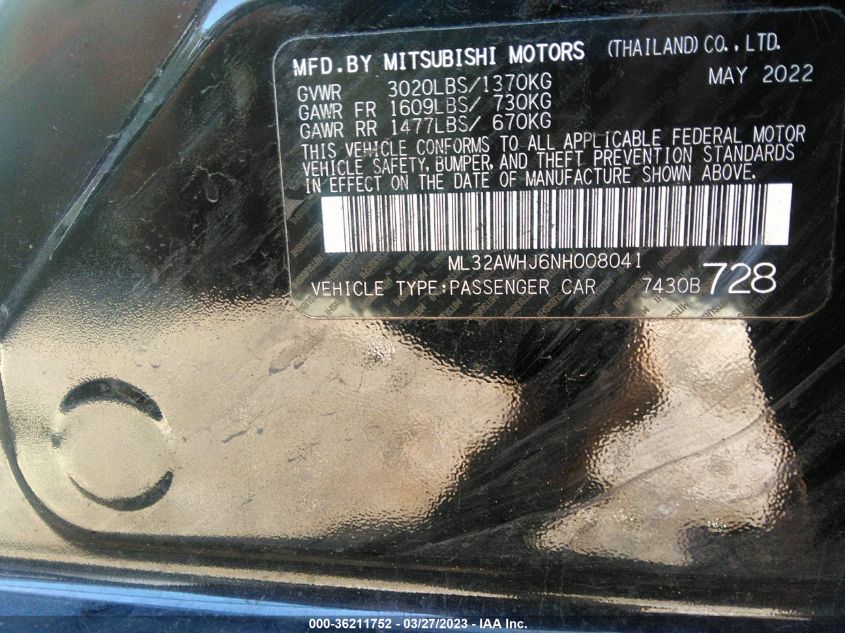 MFD.BY MITSUBISHI MOTORS (THAILAND) CO., LTD.
MAY 2022
GVWR 3020LBS/1370KG
GAWR FR 1609LBS/ 730KG
GAWR RR 1477LBS/ 670KG
THIS VEHICLE CONFORMS TO ALL APPLICABLE FEDERAL MOTOR
VEHICLE SAFETY, BUMPER, AND THEFT PREVENTION STANDARDS
IN EFFECT ON THE DATE OF MANUFACTURE SHOWN ABOVE.
ML32AWHJ6NH008041
VEHICLE TYPE:PASSENGER CAR 7430B 728
000-36211752 - 03/27/2023 - IAA Inc.